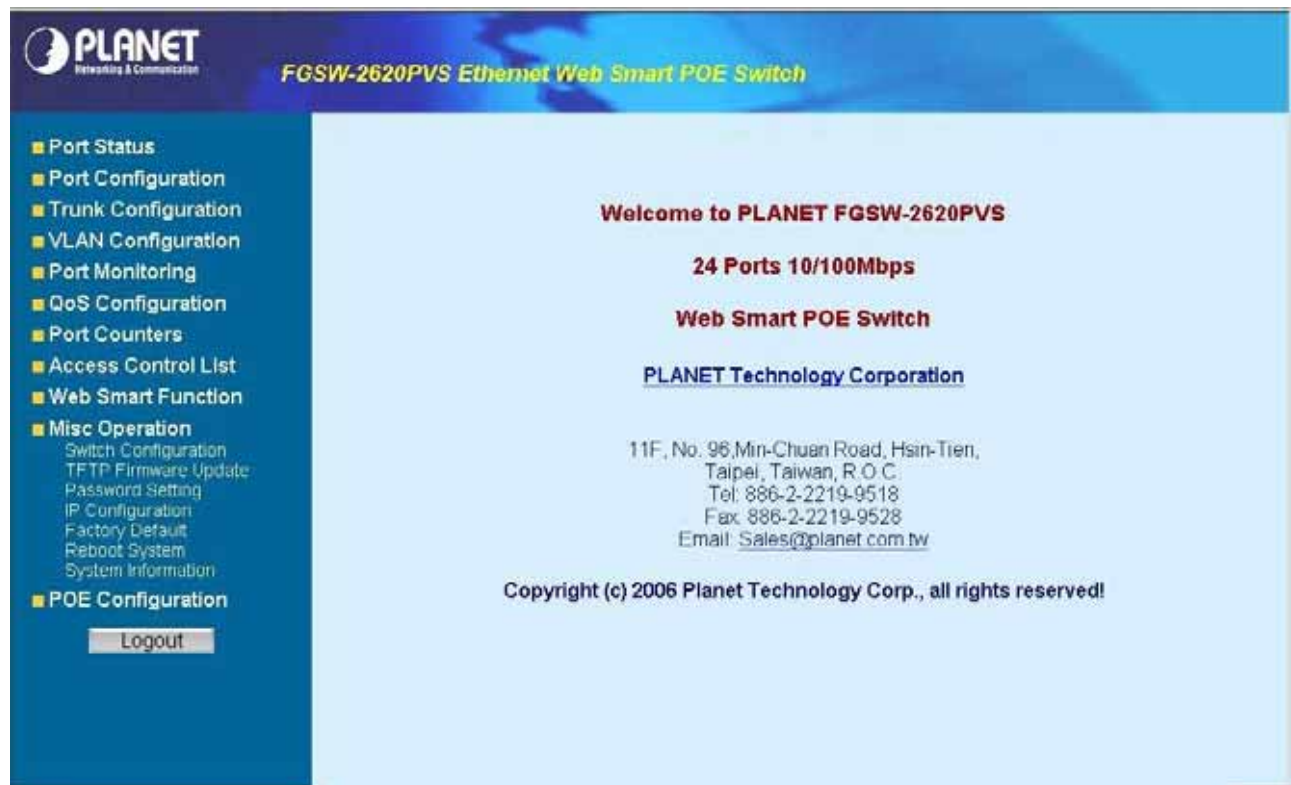 PLANET
Networking & Communication
FGSW-2620PVS Ethernet Web Smart POE Switch
Port Status
Port Configuration
Trunk Configuration
VLAN Configuration
Port Monitoring
QoS Configuration
Port Counters
Access Control List
Web Smart Function
Misc Operation
Switch Configuration
TFTP Firmware Update
Password Setting
IP Configuration
Factory Default
Reboot System
System Information
POE Configuration
Logout
Welcome to PLANET FGSW-2620PVS
24 Ports 10/100Mbps
Web Smart POE Switch
PLANET Technology Corporation
11F, No. 96,Min-Chuan Road, Hsin-Tien,
Taipei, Taiwan, R.O.C.
Tel: 886-2-2219-9518
Fax: 886-2-2219-9528
Email: Sales@planet.com.tw
Copyright (c) 2006 Planet Technology Corp., all rights reserved!